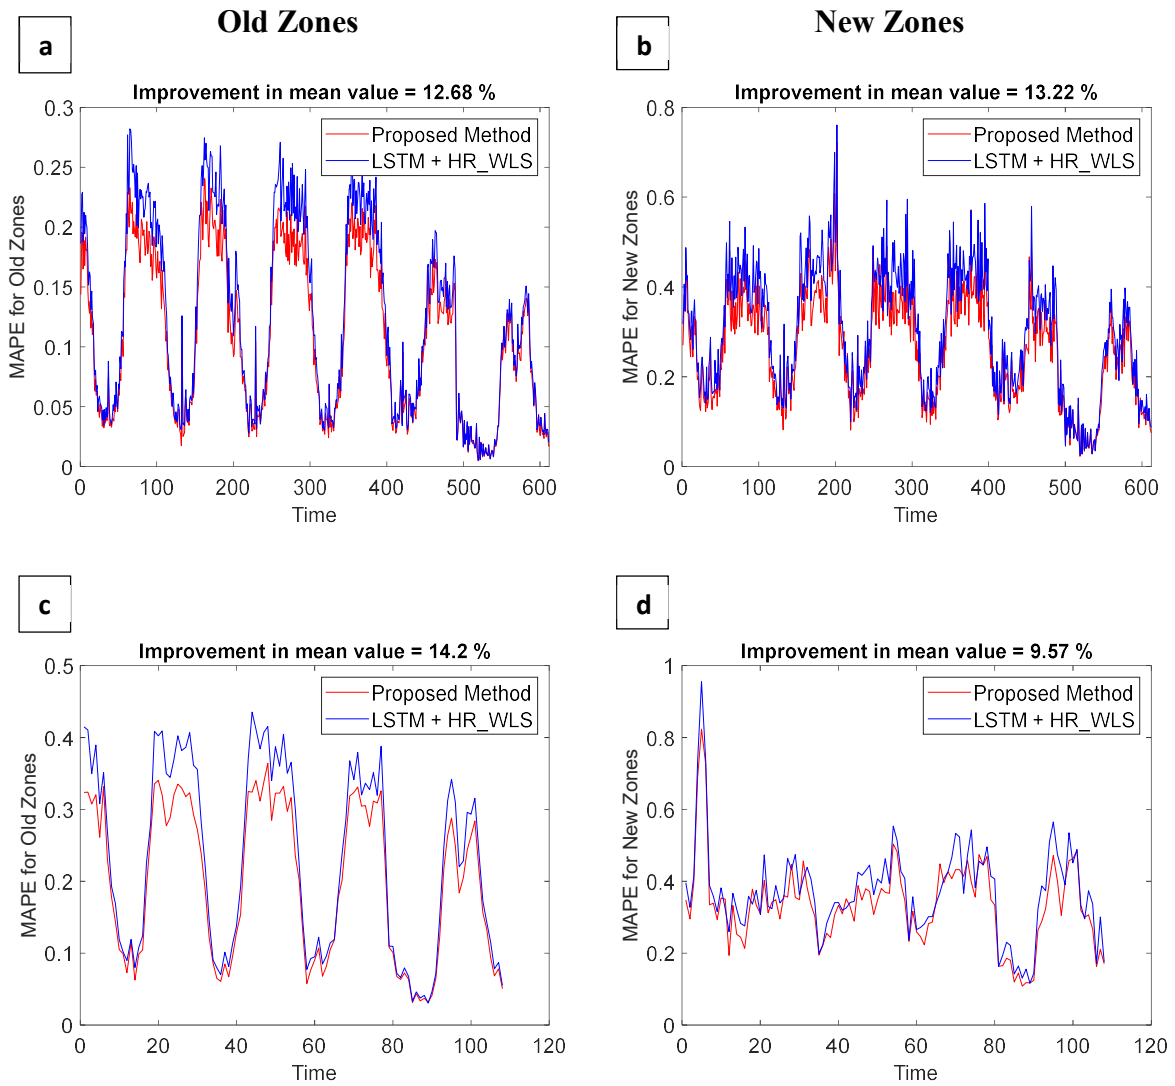 Old Zones
New Zones
a
b
Improvement in mean value = 12.68 %
Improvement in mean value = 13.22 %
Proposed Method
LSTM + HR_WLS
Proposed Method
LSTM + HR_WLS
MAPE for Old Zones
0.3
0.25
0.2
0.15
0.1
0.05
0
0 100 200 300 400 500 600
Time
MAPE for New Zones
0.8
0.6
0.4
0.2
0
0 100 200 300 400 500 600
Time
c
d
Improvement in mean value = 14.2 %
Improvement in mean value = 9.57 %
Proposed Method
LSTM + HR_WLS
Proposed Method
LSTM + HR_WLS
MAPE for Old Zones
0.5
0.4
0.3
0.2
0.1
0
0 20 40 60 80 100 120
Time
MAPE for New Zones
1
0.8
0.6
0.4
0.2
0
0 20 40 60 80 100 120
Time